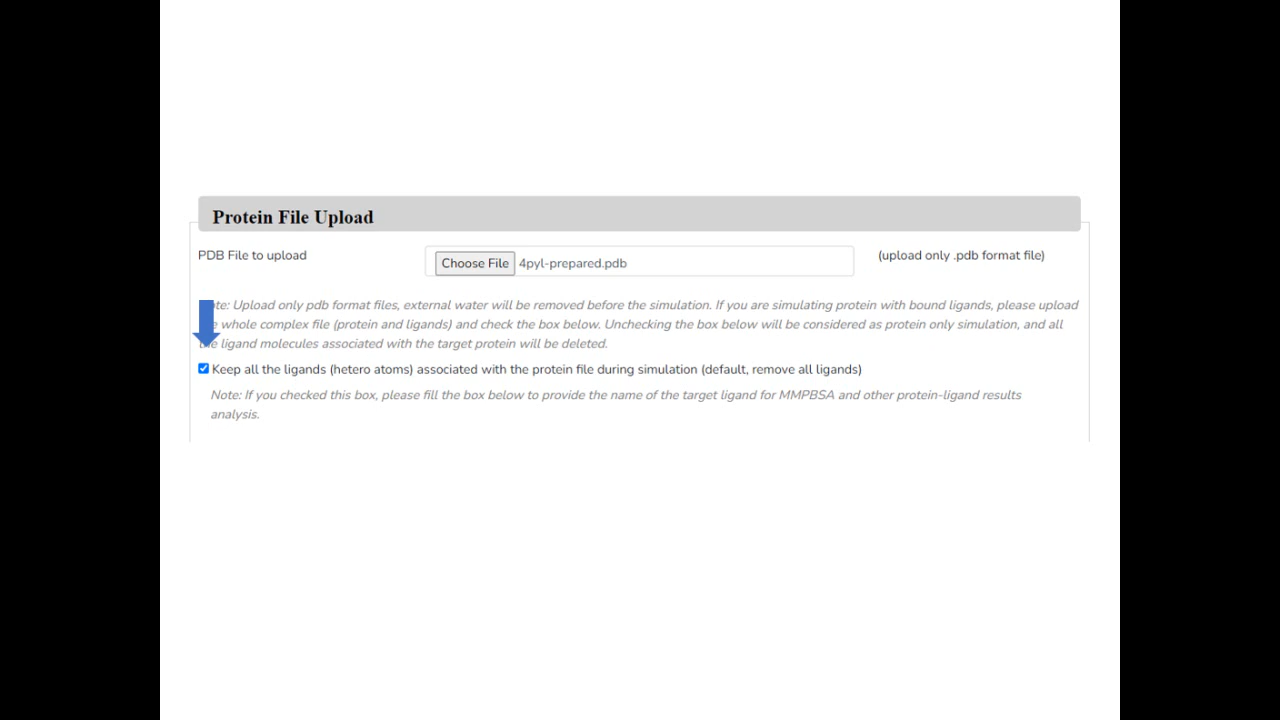 Protein File Upload
PDB File to upload
Choose File 4pyl-prepared.pdb
(upload only .pdb format file)
Upload only pdb format files, external water will be removed before the simulation. If you are simulating protein with bound ligands, please upload
whole complex file (protein and ligands) and check the box below. Unchecking the box below will be considered as protein only simulation, and all
ligand molecules associated with the target protein will be deleted.
Keep all the ligands (hetero atoms) associated with the protein file during simulation (default, remove all ligands)
Note: If you checked this box, please fill the box below to provide the name of the target ligand for MMPBSA and other protein-ligand results
analysis.